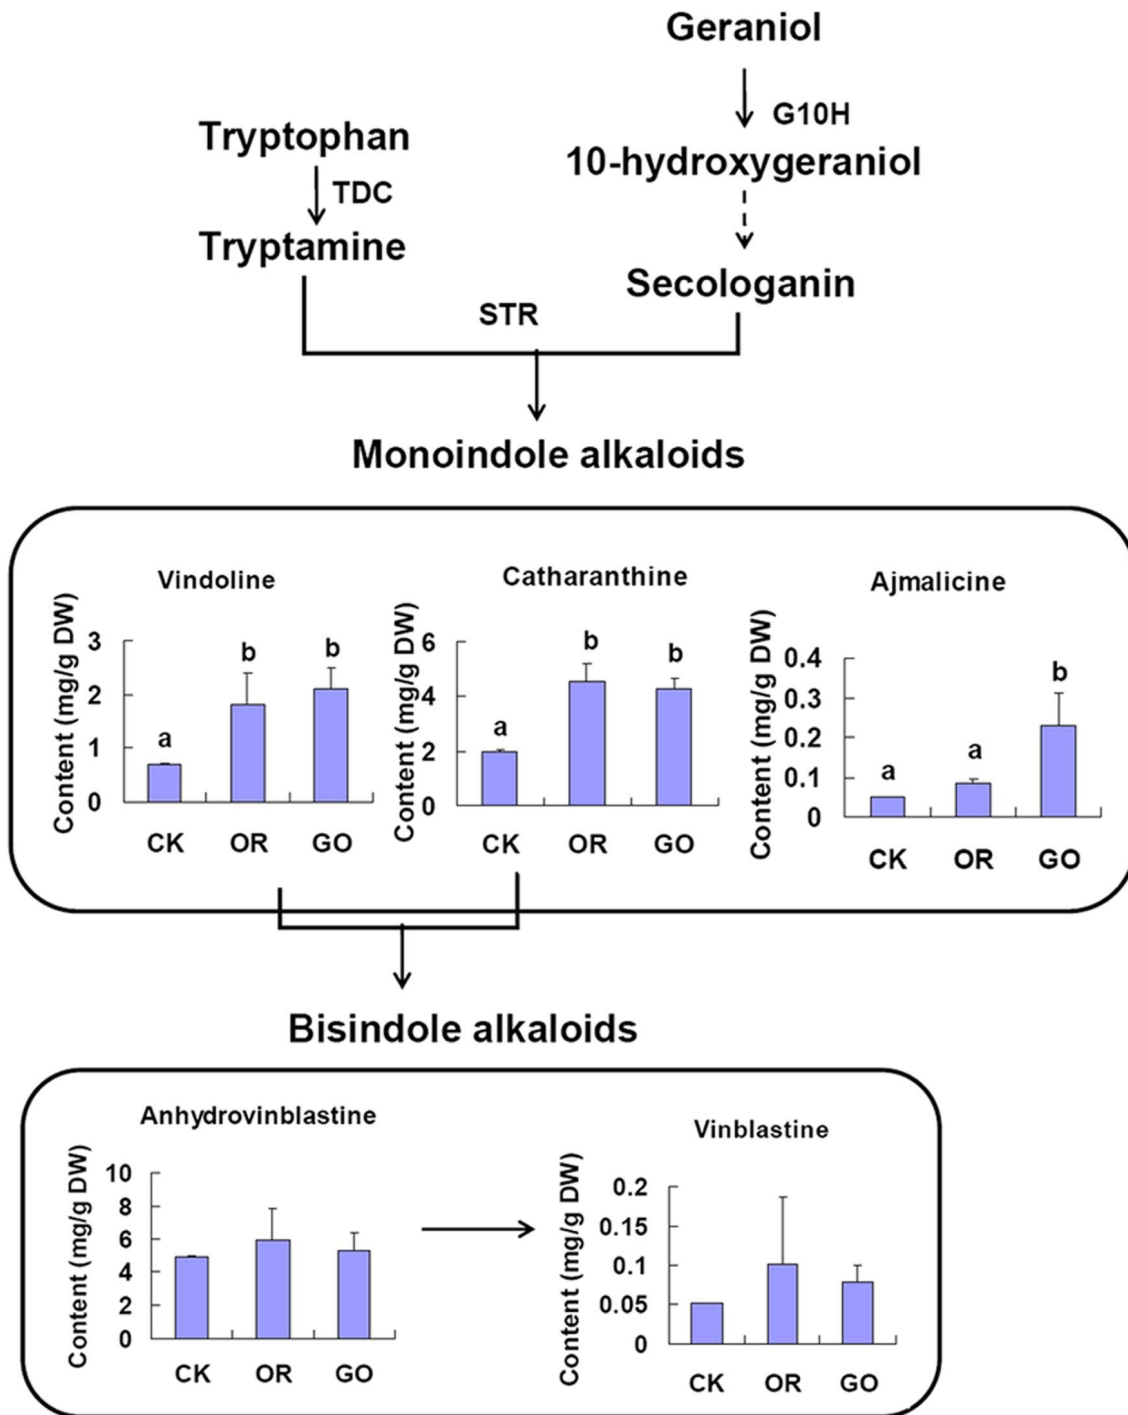 Geraniol
G10H
Tryptophan
10-hydroxygeraniol
TDC
Tryptamine
Secologanin
STR
Monoindole alkaloids
Vindoline
Content (mg/g DW)
3
2
1
0
a
b
b
CK OR GO
Catharanthine
Content (mg/g DW)
6
4
2
0
a
b
b
CK OR GO
Ajmalicine
Content (mg/g DW)
0.4
0.3
0.2
0.1
0
a
a
b
CK OR GO
Bisindole alkaloids
Anhydrovinblastine
Content (mg/g DW)
10
8
6
4
2
0
CK OR GO
Vinblastine
Content (mg/g DW)
0.2
0.15
0.1
0.05
0
CK OR GO